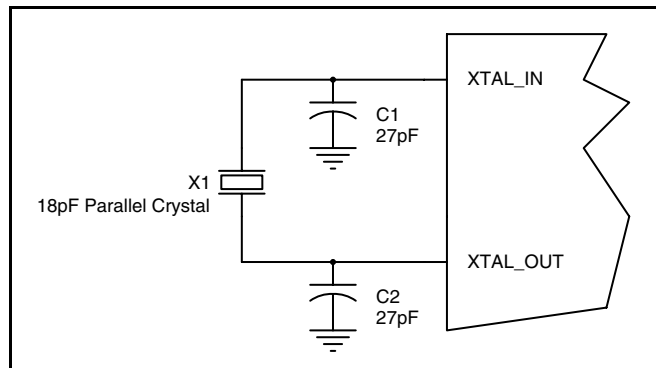 XTAL_IN
C1
27pF
X1
18pF Parallel Crystal
XTAL_OUT
C2
27pF